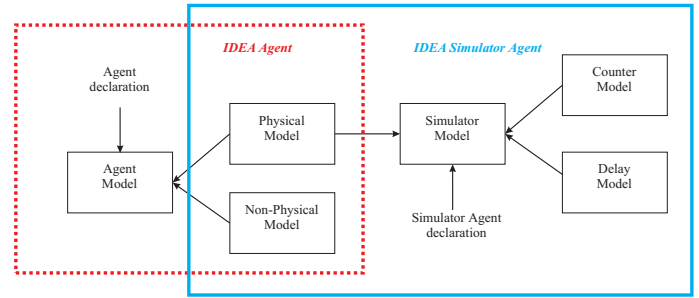 IDEA Agent
IDEA Simulator Agent
Agent
declaration
Physical
Model
Simulator
Model
Counter
Model
Agent
Model
Non-Physical
Model
Delay
Model
Simulator Agent
declaration